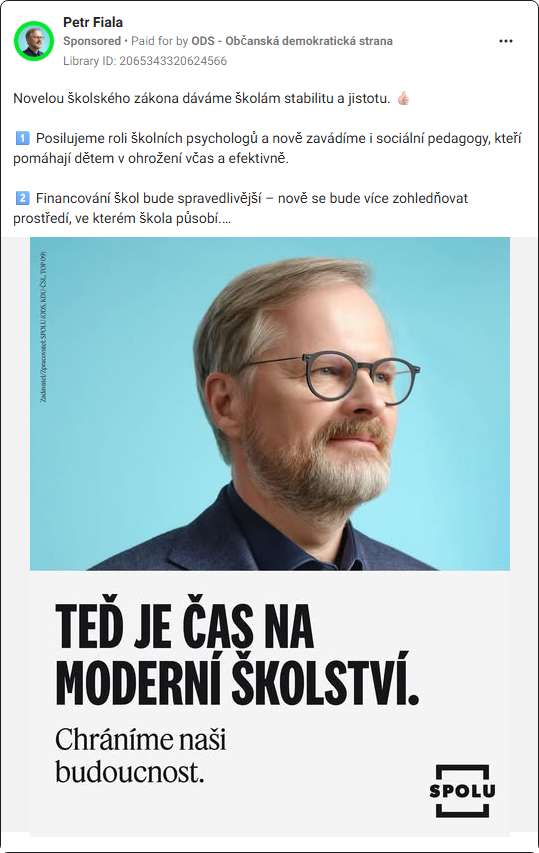 Petr Fiala
Sponsored • Paid for by ODS - Občanská demokratická strana
Library ID: 2065343320624566
Novelou školského zákona dáváme školám stabilitu a jistotu. 👍🏻
1️⃣ Posilujeme roli školních psychologů a nově zavádíme i sociální pedagogy, kteří
pomáhají dětem v ohrožení včas a efektivně.
2️⃣ Financování škol bude spravedlivější – nově se bude více zohledňovat
prostředí, ve kterém škola působí....
Zadavatel/Zpracovatel: SPOLU (ODS, KDU-ČSL, TOP 09)
TEĎ JE ČAS NA
MODERNÍ ŠKOLSTVÍ.
Chráníme naši
budoucnost.
SPOLU